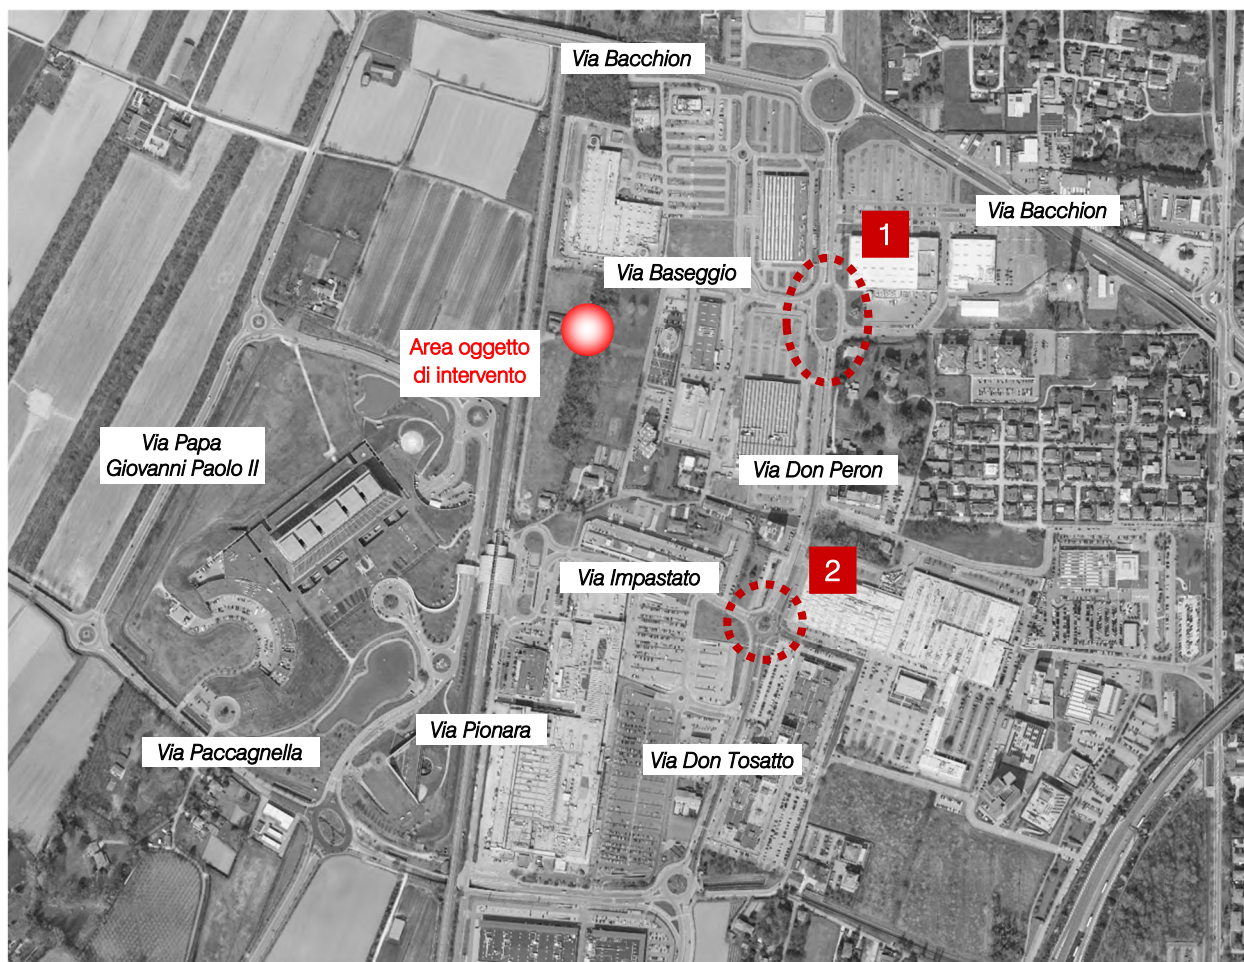 Via Bacchion
Via Bacchion
1
Via Baseggio
Area oggetto
di intervento
Via Papa
Giovanni Paolo II
Via Don Peron
2
Via Impastato
Via Pionara
Via Paccagnella
Via Don Tosatto